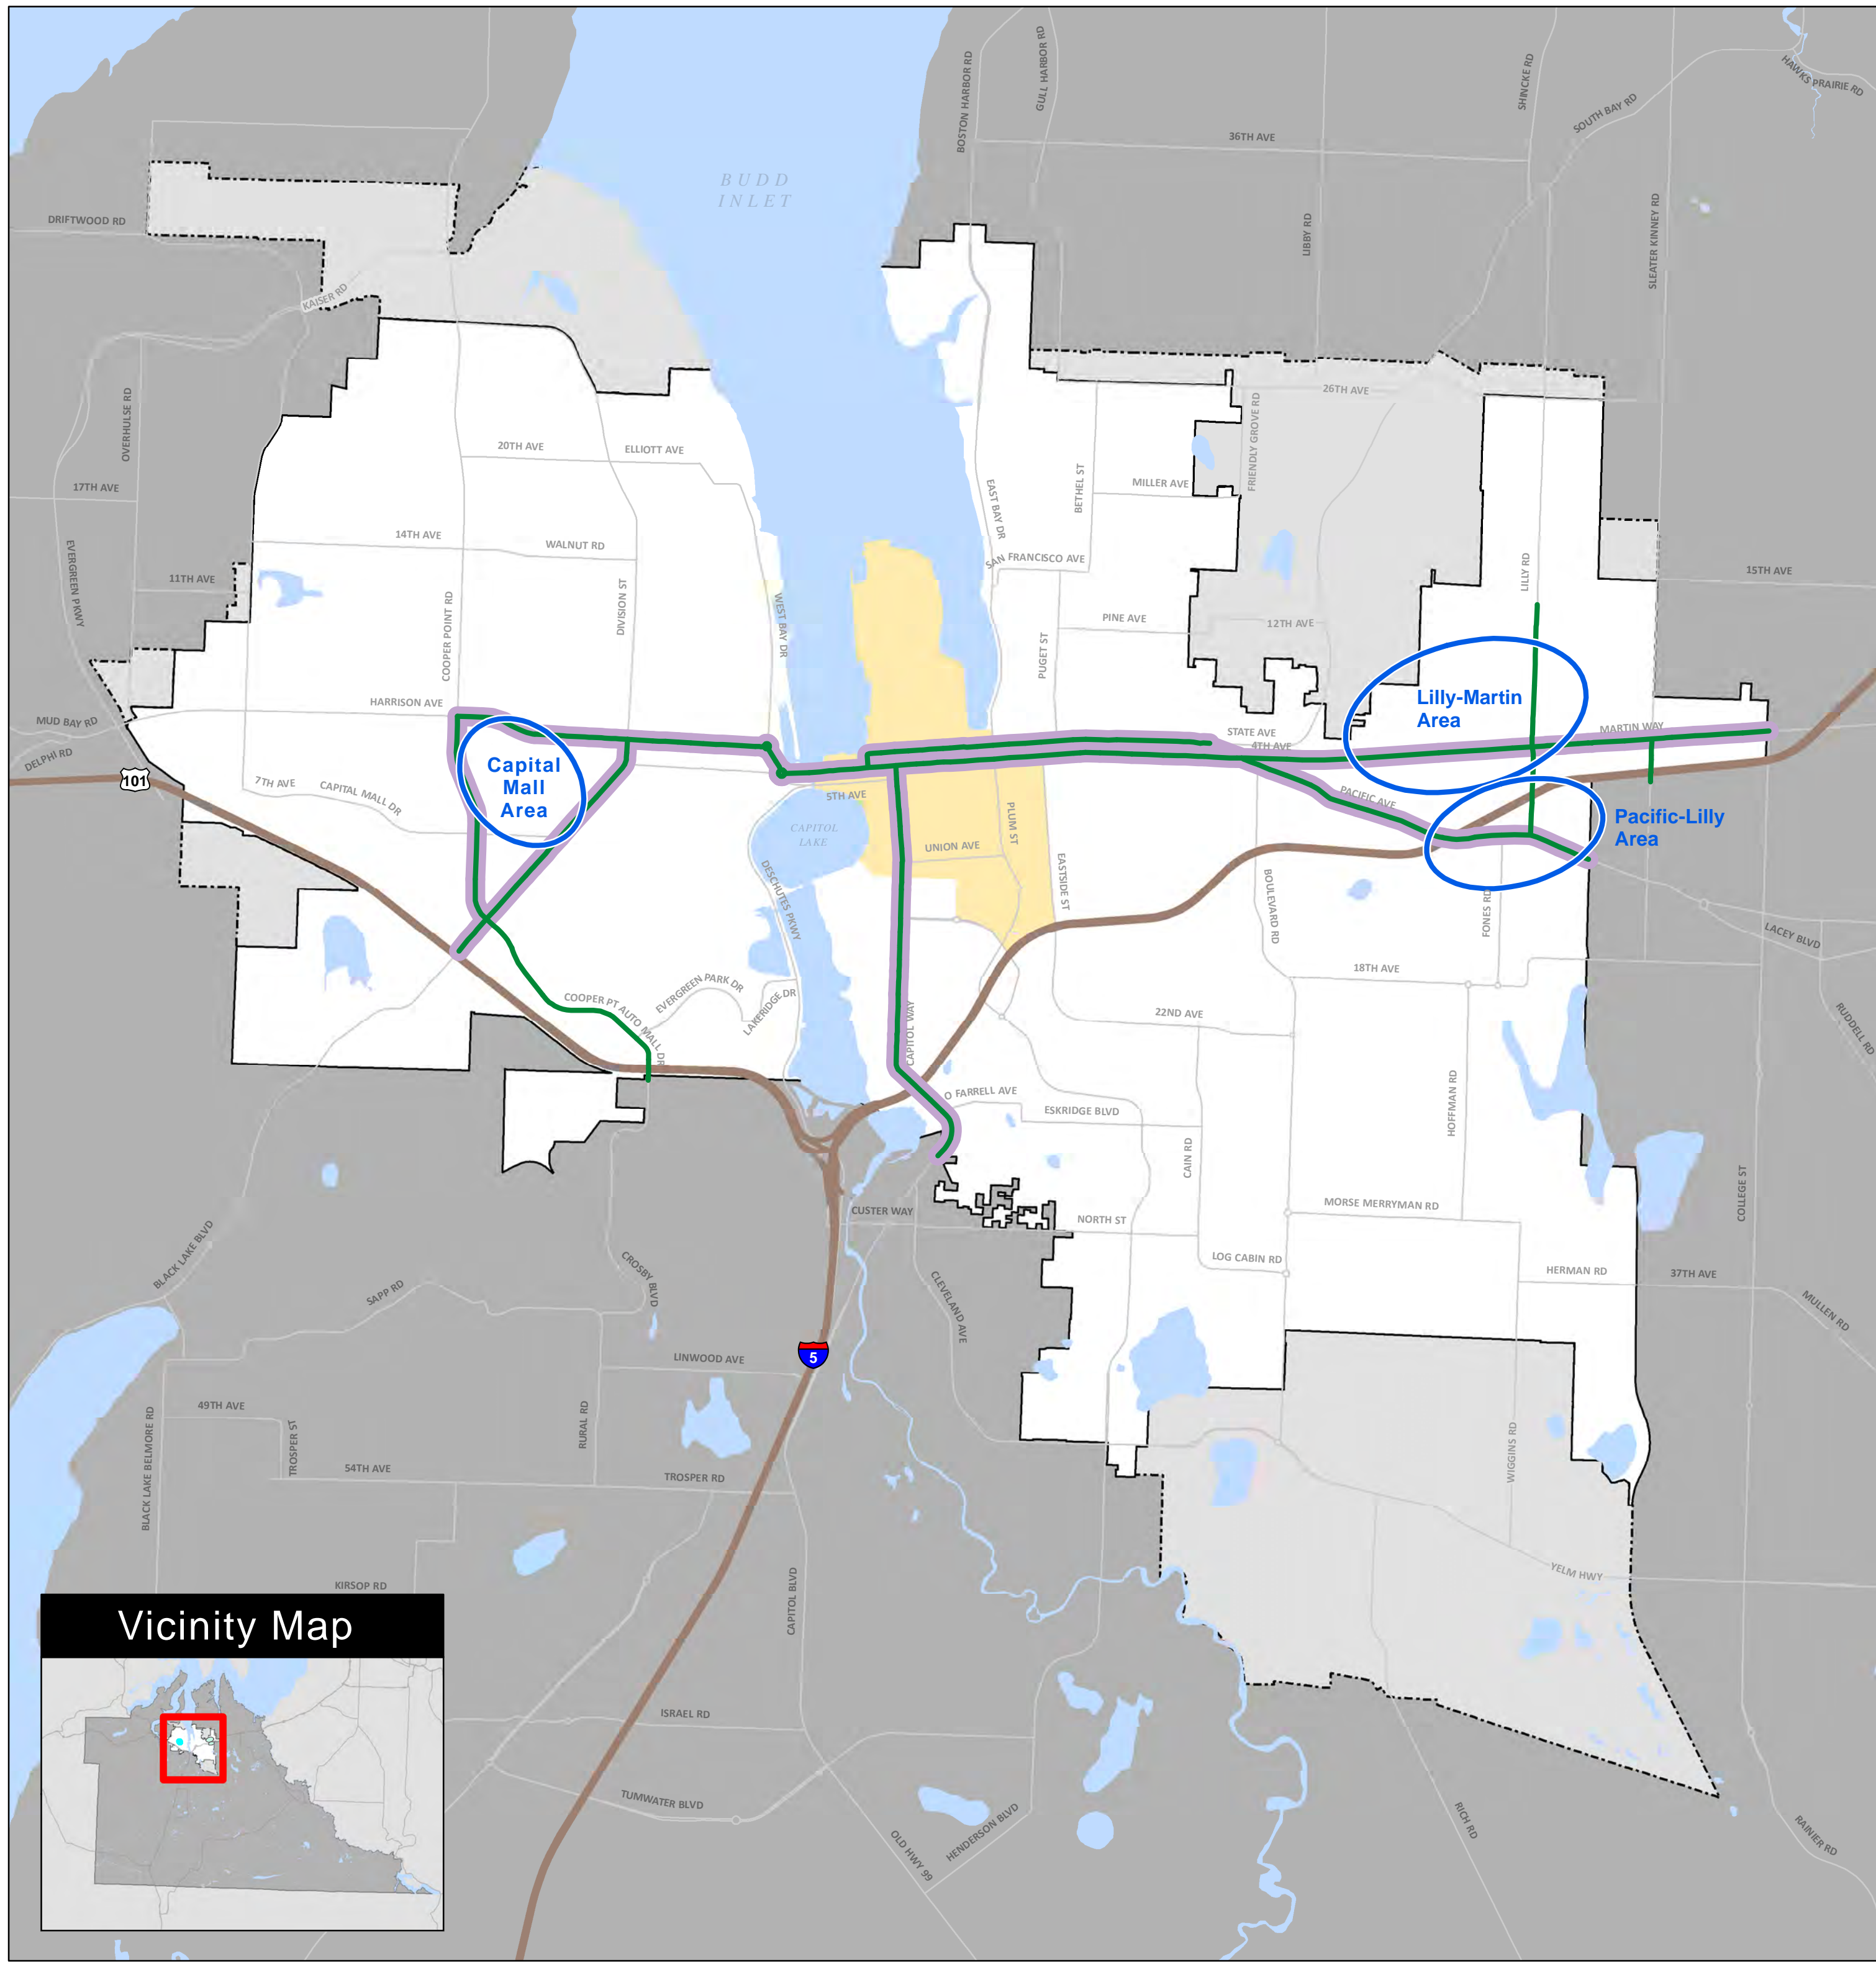 BOSTON HARBOR RD
GULL HARBOR RD
SHINCKE RD
HAWKS PRAIRIE RD
SOUTH BAY RD
36TH AVE
BUDD
INLET
DRIFTWOOD RD
LIBBY RD
SLEATER KINNEY RD
KAISER RD
OVERHULSE RD
26TH AVE
FRIENDLY GROVE RD
20TH AVE
ELLIOTT AVE
17TH AVE
BETHEL ST
MILLER AVE
EAST BAY DR
14TH AVE
WALNUT RD
SAN FRANCISCO AVE
EVERGREEN PKWY
11TH AVE
LILLY RD
15TH AVE
COOPER POINT RD
DIVISION ST
WEST BAY DR
PINE AVE
12TH AVE
PUGET ST
HARRISON AVE
Lilly-Martin
Area
MUD BAY RD
STATE AVE
MARTIN WAY
4TH AVE
DELPHI RD
101
Capital
Mall
Area
7TH AVE
CAPITAL MALL DR
5TH AVE
PACIFIC AVE
Pacific-Lilly
Area
CAPITOL
LAKE
PLUM ST
UNION AVE
DESCHUTES PKWY
EASTSIDE ST
BOULEVARD RD
FONES RD
LACEY BLVD
18TH AVE
EVERGREEN PARK DR
LAKERIDGE DR
COOPER PT AUTO MALL DR
CAPITOL WAY
22ND AVE
RUDDELL RD
O FARRELL AVE
ESKRIDGE BLVD
HOFFMAN RD
CAIN RD
COLLEGE ST
MORSE MERRYMAN RD
CUSTER WAY
NORTH ST
BLACK LAKE BLVD
SAPP RD
CROSBY BLVD
CLEVELAND AVE
LOG CABIN RD
HERMAN RD
37TH AVE
MULLEN RD
5
LINWOOD AVE
49TH AVE
BLACK LAKE BELMORE RD
TROSPER ST
RURAL RD
54TH AVE
TROSPER RD
WIGGINS RD
YELM HWY
KIRSOP RD
CAPITOL BLVD
Vicinity Map
ISRAEL RD
TUMWATER BLVD
OLD HWY 99
HENDERSON BLVD
RICH RD
RAINIER RD